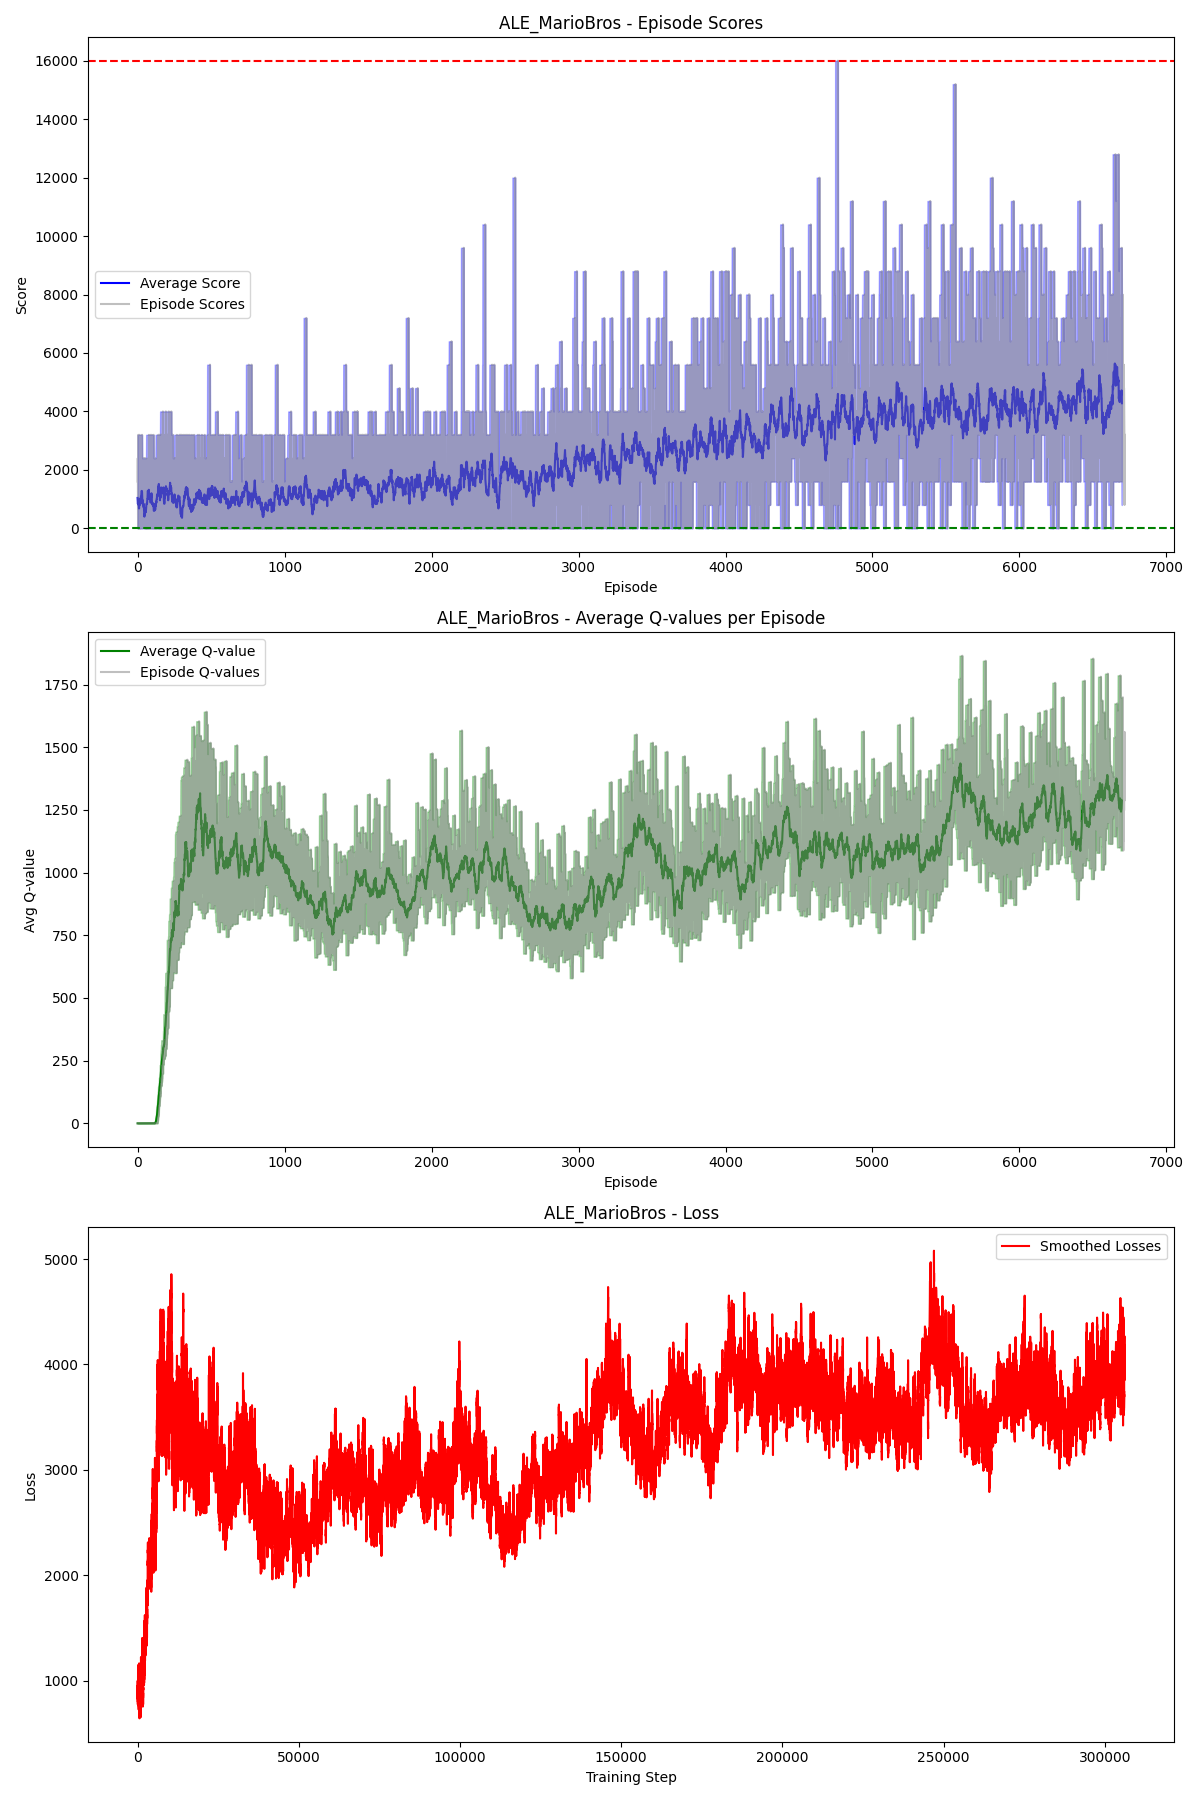 ALE_MarioBros - Episode Scores
16000
14000
12000
10000
8000
6000
4000
2000
0
Score
Average Score
Episode Scores
0 1000 2000 3000 4000 5000 6000 7000
Episode
ALE_MarioBros - Average Q-values per Episode
Average Q-value
Episode Q-values
1750
1500
1250
1000
750
500
250
0
Avg Q-value
0 1000 2000 3000 4000 5000 6000 7000
Episode
ALE_MarioBros - Loss
Smoothed Losses
5000
4000
3000
2000
1000
Loss
0 50000 100000 150000 200000 250000 300000
Training Step